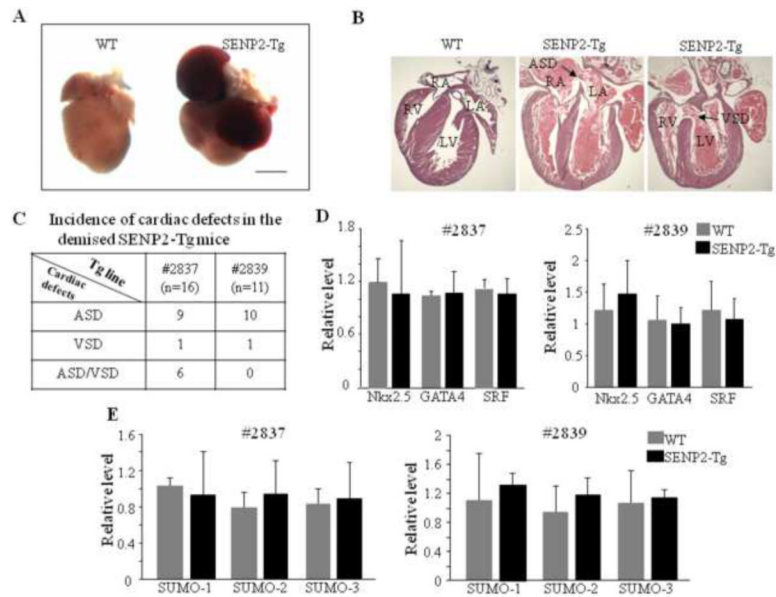 A
WT
SENP2-Tg
B
WT
SENP2-Tg
SENP2-Tg
RA
LA
RV
LV
ASD
RA
LA
RV
VSD
LV
C
Incidence of cardiac defects in the
demised SENP2-Tg mice
Tg line
Cardiac
defects
#2837
(n=16)
#2839
(n=11)
ASD 9 10
VSD 1 1
ASD/VSD 6 0
D
#2837
Relative level
1.8
1.2
0.6
0
Nkx2.5 GATA4 SRF
#2839
WT
SENP2-Tg
Relative level
2.5
2
1.5
1
0.5
0
Nkx2.5 GATA4 SRF
E
#2837
Relative level
1.6
1.2
0.8
0.4
0
SUMO-1 SUMO-2 SUMO-3
#2839
WT
SENP2-Tg
Relative level
2
1.6
1.2
0.8
0.4
0
SUMO-1 SUMO-2 SUMO-3